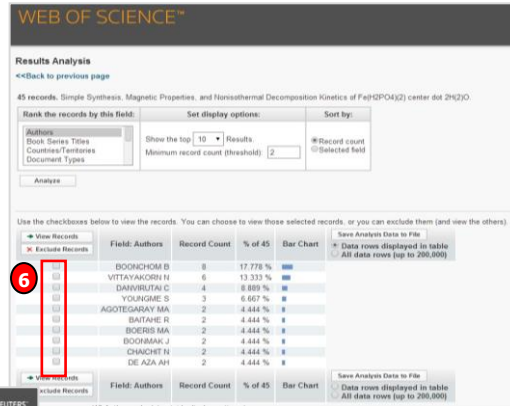 WEB OF SCIENCE™
Results Analysis
<<Back to previous page
45 records. Simple Synthesis, Magnetic Properties, and Nonisothermal Decomposition Kinetics of Fe(H2PO4)(2) center dot 2H(2)O.
Rank the records by this field: Set display options: Sort by:
Authors
Book Series Titles
Countries/Territories
Document Types
Show the top 10 Results.
Minimum record count (threshold): 2
Record count
Selected field
Analyze
Use the checkboxes below to view the records. You can choose to view those selected records, or you can exclude them (and view the others).
View Records
Exclude Records
Field: Authors Record Count % of 45 Bar Chart
Save Analysis Data to File
Data rows displayed in table
All data rows (up to 200,000)
6
BOONCHOM B 8 17.778 %
VITTAYAKORN N 6 13.333 %
DANVIRUTAI C 4 8.889 %
YOUNGME S 3 6.667 %
AGOTEGARAY MA 2 4.444 %
BAITAHE R 2 4.444 %
BOERIS MA 2 4.444 %
BOONMAK J 2 4.444 %
CHAICHIT N 2 4.444 %
DE AZA AH 2 4.444 %
View Records
Exclude Records
Field: Authors Record Count % of 45 Bar Chart
Save Analysis Data to File
Data rows displayed in table
All data rows (up to 200,000)